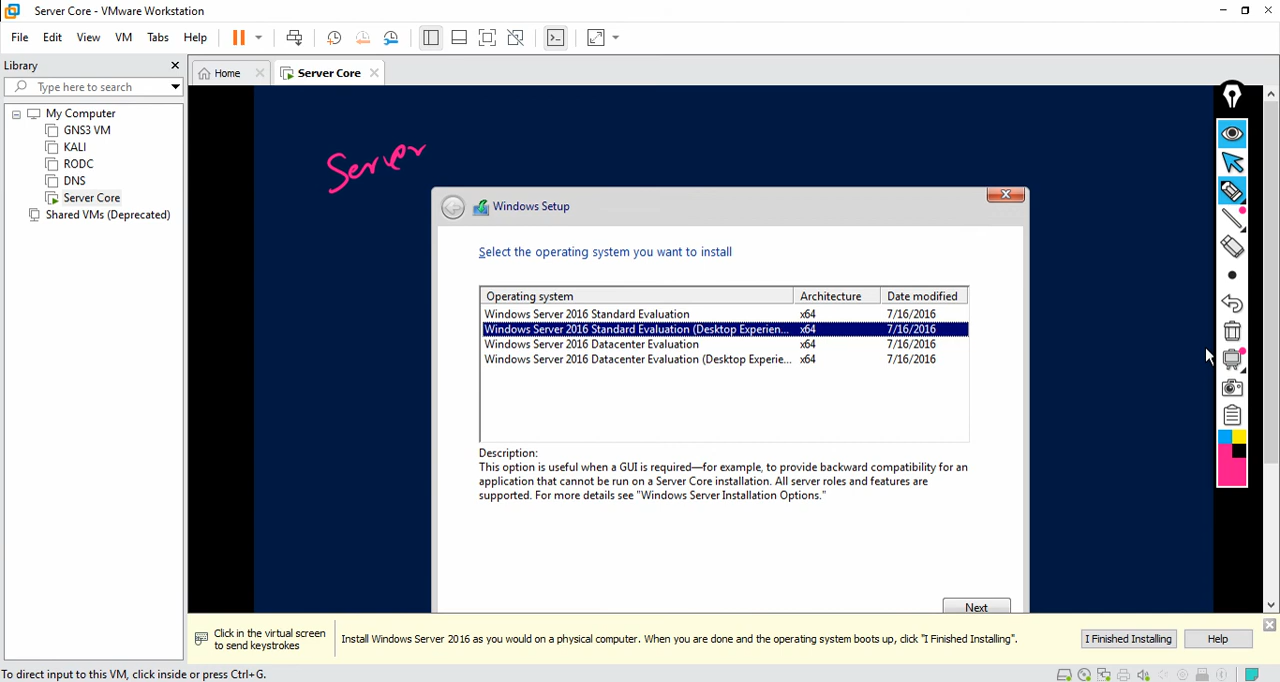 Server Core - VMware Workstation
File Edit View VM Tabs Help
Library
Home
Server Core
Type here to search
My Computer
GNS3 VM
KALI
RODC
DNS
Server Core
Shared VMs (Deprecated)
Server
Windows Setup
Select the operating system you want to install
Operating system Architecture Date modified
Windows Server 2016 Standard Evaluation x64 7/16/2016
Windows Server 2016 Standard Evaluation (Desktop Experien... x64 7/16/2016
Windows Server 2016 Datacenter Evaluation x64 7/16/2016
Windows Server 2016 Datacenter Evaluation (Desktop Experie... x64 7/16/2016
Description:
This option is useful when a GUI is required—for example, to provide backward compatibility for an
application that cannot be run on a Server Core installation. All server roles and features are
supported. For more details see "Windows Server Installation Options."
Next
Click in the virtual screen
to send keystrokes
Install Windows Server 2016 as you would on a physical computer. When you are done and the operating system boots up, click "I Finished Installing".
I Finished Installing
Help
To direct input to this VM, click inside or press Ctrl+G.